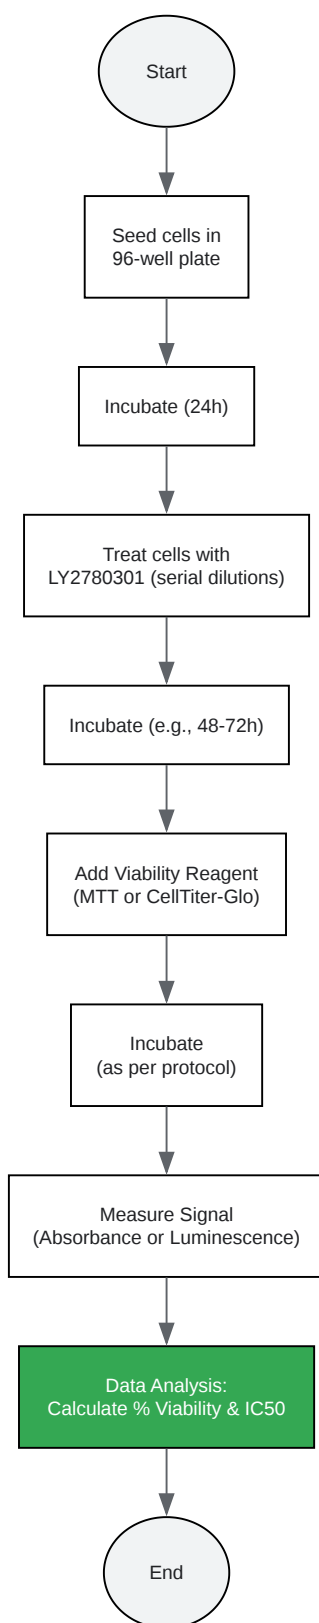 Start
Seed cells in
96-well plate
Incubate (24h)
Treat cells with
LY2780301 (serial dilutions)
Incubate (e.g., 48-72h)
Add Viability Reagent
(MTT or CellTiter-Glo)
Incubate
(as per protocol)
Measure Signal
(Absorbance or Luminescence)
Data Analysis:
Calculate % Viability & IC50
End